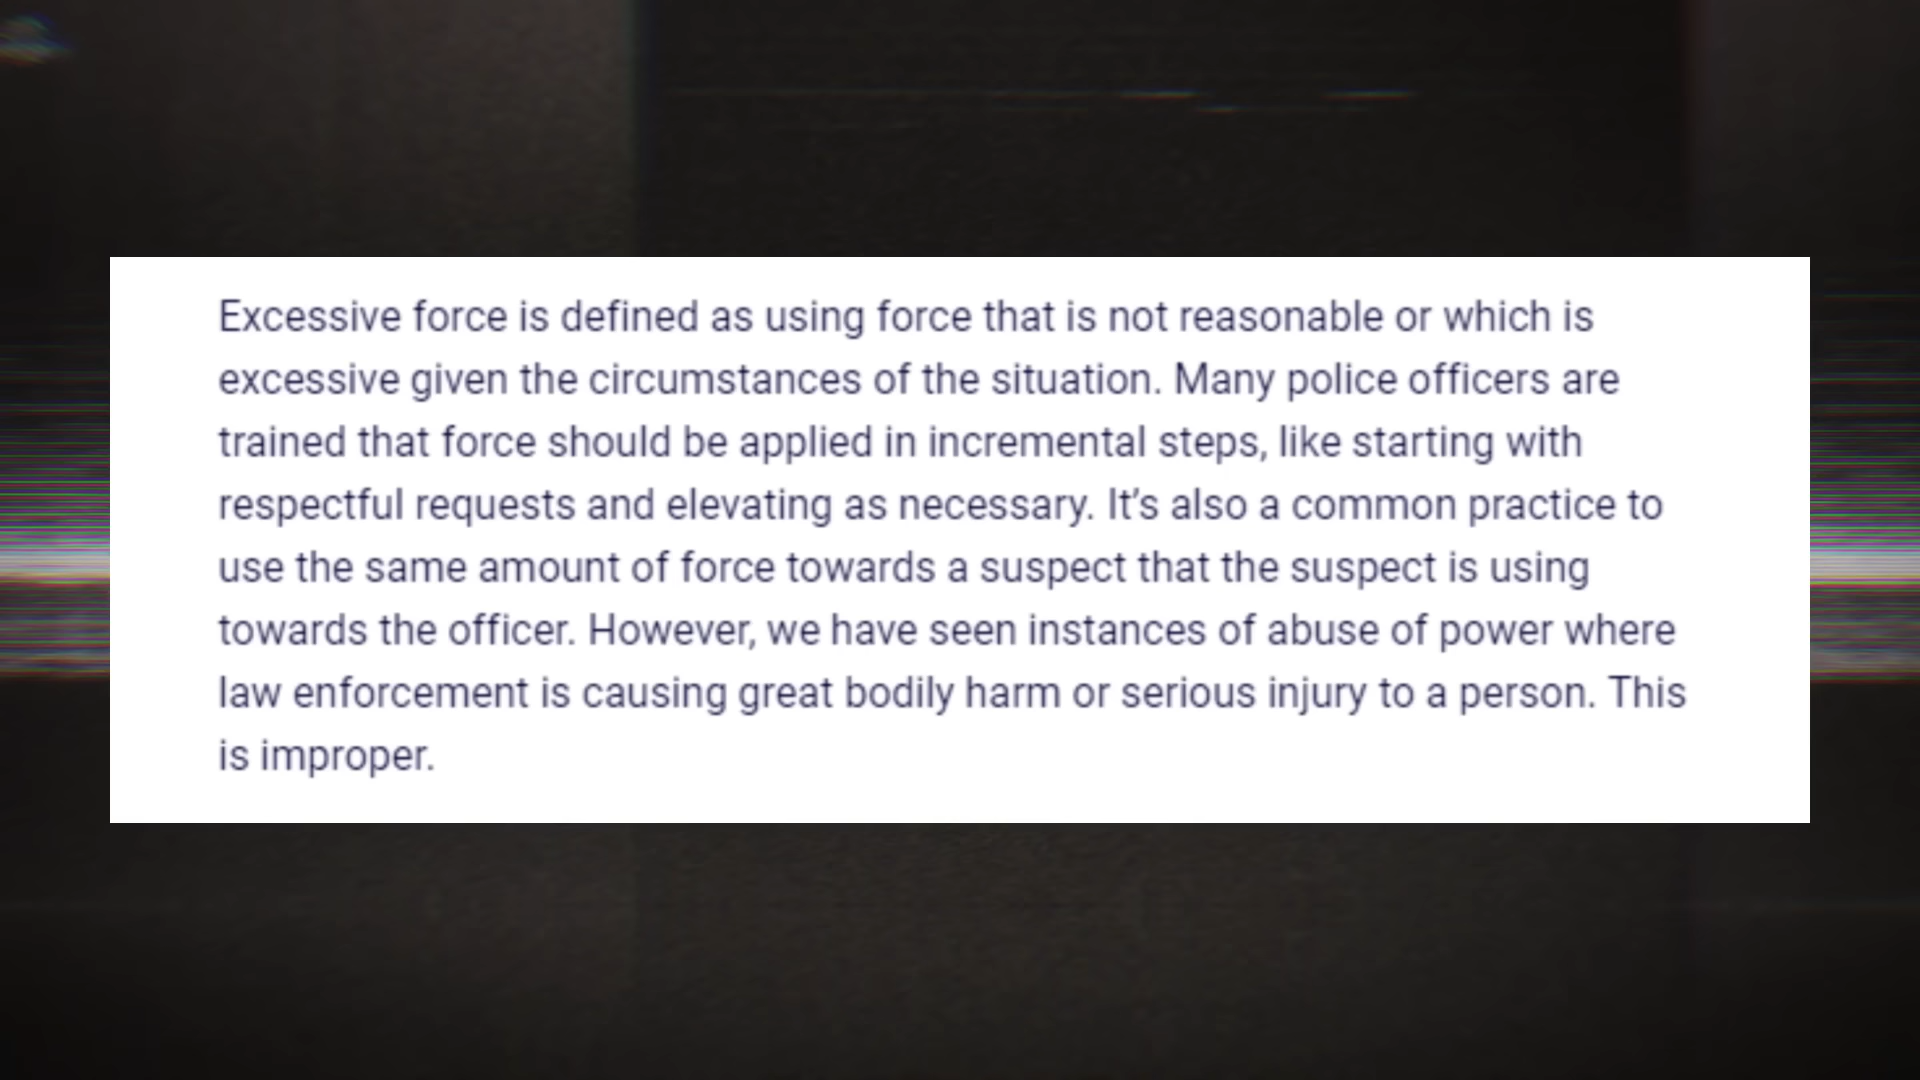 Excessive force is defined as using force that is not reasonable or which is
excessive given the circumstances of the situation. Many police officers are
trained that force should be applied in incremental steps, like starting with
respectful requests and elevating as necessary. It’s also a common practice to
use the same amount of force towards a suspect that the suspect is using
towards the officer. However, we have seen instances of abuse of power where
law enforcement is causing great bodily harm or serious injury to a person. This
is improper.